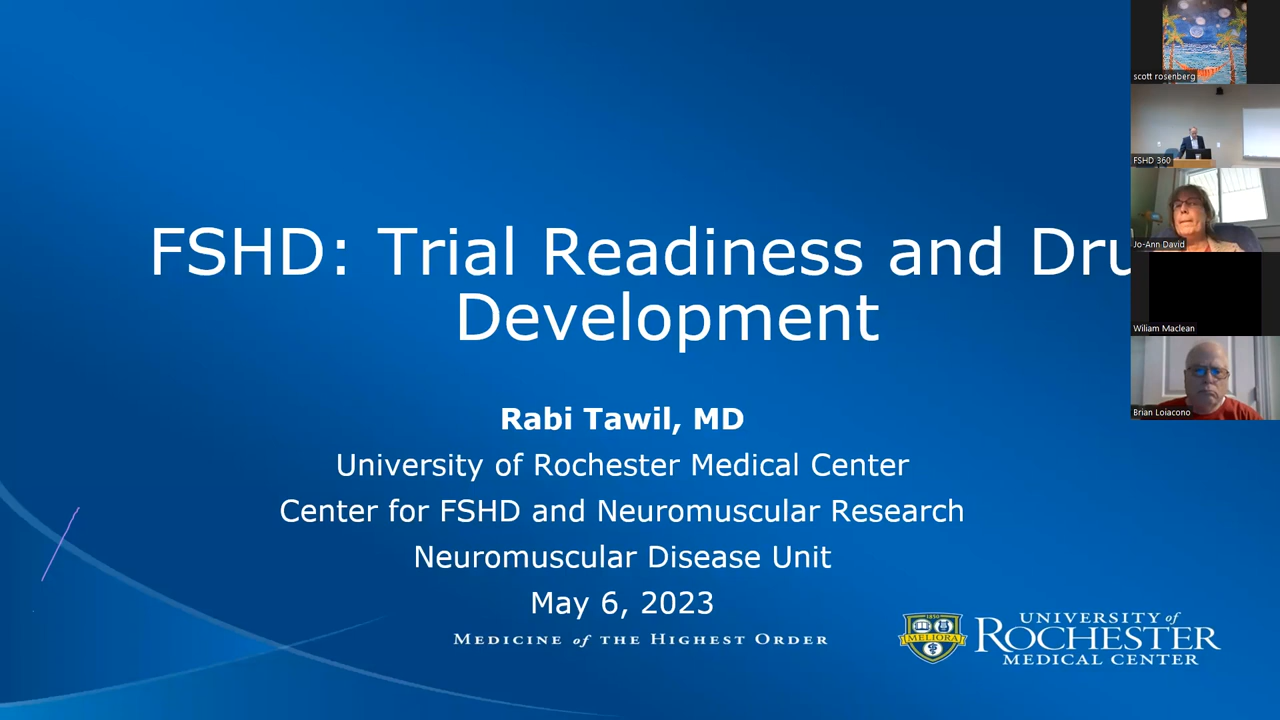 FSHD: Trial Readiness and Dru
Development
Rabi Tawil, MD
University of Rochester Medical Center
Center for FSHD and Neuromuscular Research
Neuromuscular Disease Unit
May 6, 2023
MEDICINE of THE HIGHEST ORDER
MELIORA
UNIVERSITY of
ROCHESTER
MEDICAL CENTER
scott rosenberg
FSHD 360
Jo-Ann David
Wiliam Maclean
Brian Loiacono